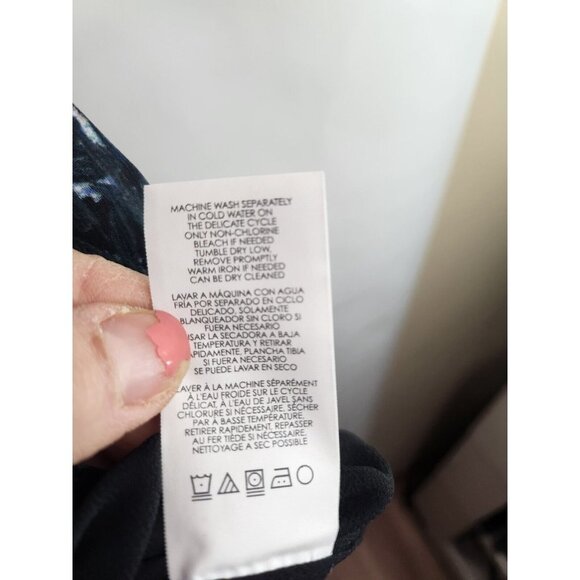 MACHINE WASH SEPARATELY
IN COLD WATER ON
THE DELICATE CYCLE
ONLY NON-CHLORINE
BLEACH IF NEEDED
TUMBLE DRY LOW,
REMOVE PROMPTLY
WARM IRON IF NEEDED
CAN BE DRY CLEANED
LAVAR A MÁQUINA CON AGUA
FRÍA POR SEPARADO EN CICLO
DELICADO, SOLAMENTE
BLANQUEADOR SIN CLORO SI
FUERA NECESARIO
USAR LA SECADORA A BAJA
TEMPERATURA Y RETIRAR
RAPIDAMENTE, PLANCHA TIBIA
SI FUERA NECESARIO
SE PUEDE LAVAR EN SECO
LAVER À LA MACHINE SÉPARÉMENT
À L'EAU FROIDE SUR LE CYCLE
DÉLICAT, À L'EAU DE JAVEL SANS
CHLORURE SI NÉCESSAIRE, SÉCHER
PAR À BASSE TEMPÉRATURE,
RETIRER RAPIDEMENT, REPASSER
AU FER TIÈDE SI NÉCESSAIRE,
NETTOYAGE A SEC POSSIBLE